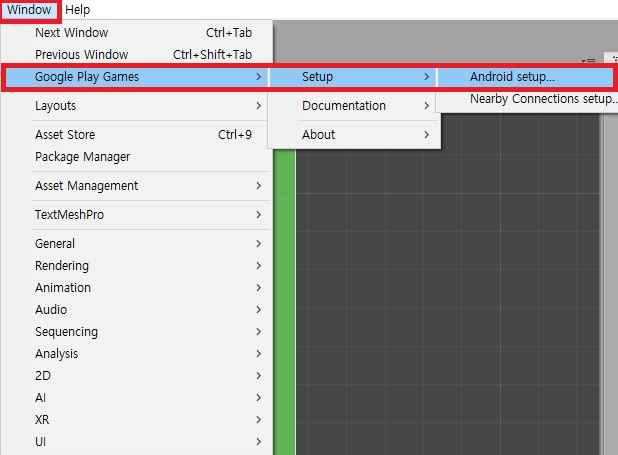 Window Help
Next Window Ctrl+Tab
Previous Window Ctrl+Shift+Tab
Google Play Games > Setup > Android setup...
Nearby Connections setup..
Layouts > Documentation >
Asset Store Ctrl+9 About >
Package Manager
Asset Management >
TextMeshPro >
General >
Rendering >
Animation >
Audio >
Sequencing >
Analysis >
2D >
AI >
XR >
UI >